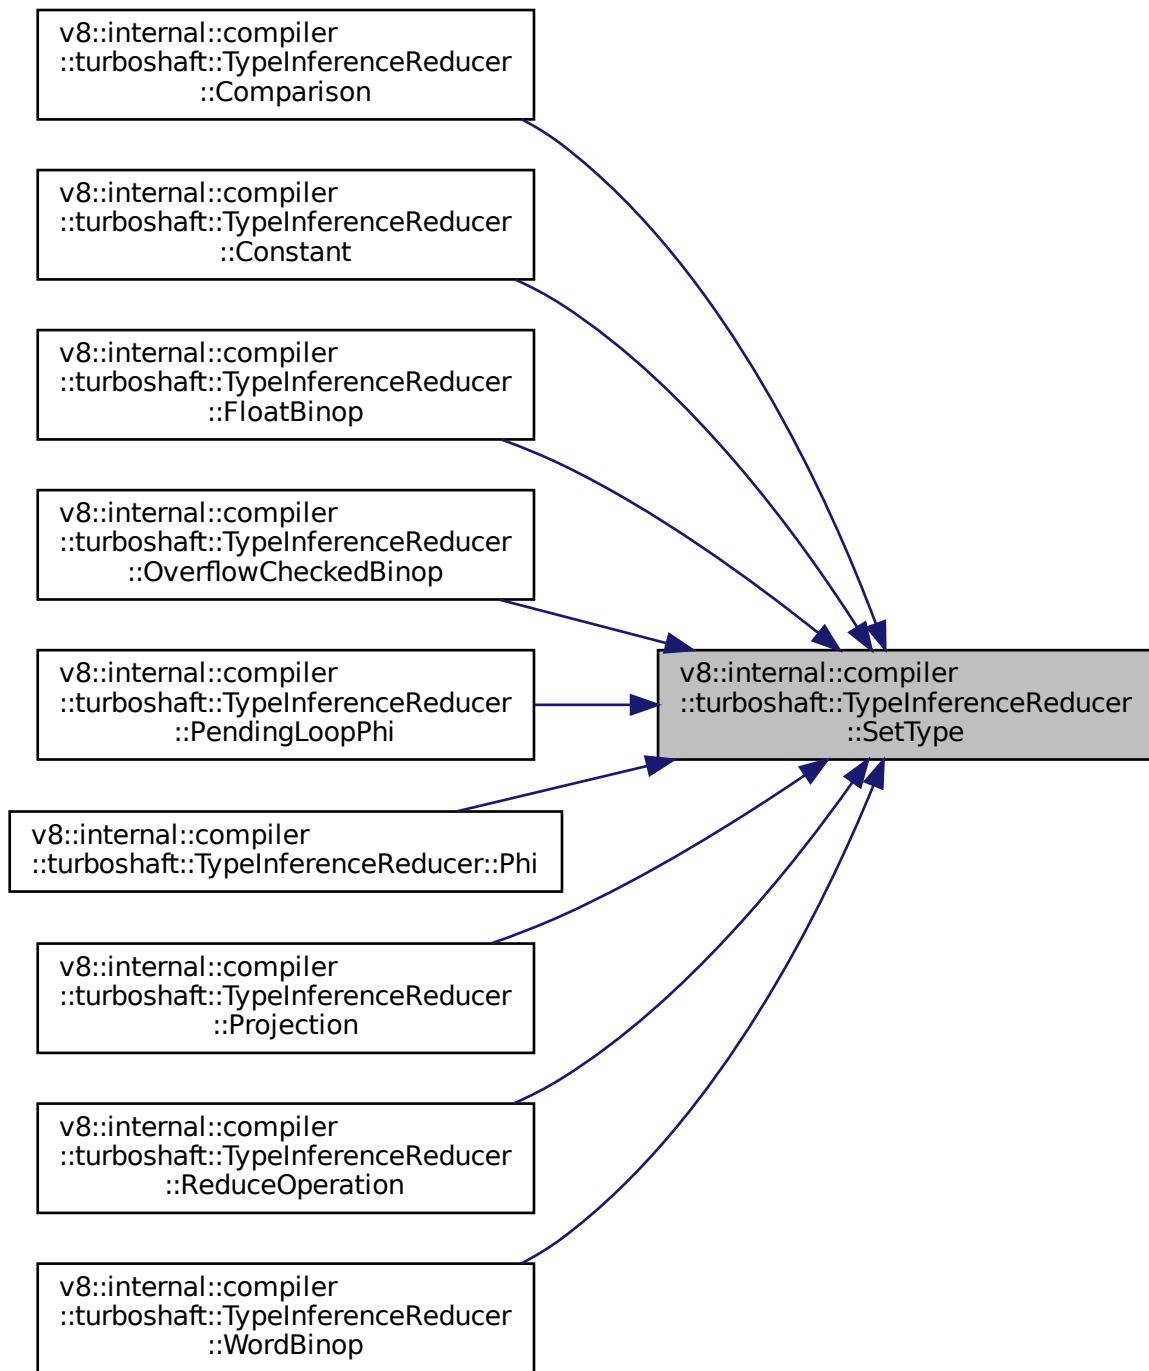 v8::internal::compiler
::turboshaft::TypeInferenceReducer
::Comparison
v8::internal::compiler
::turboshaft::TypeInferenceReducer
::Constant
v8::internal::compiler
::turboshaft::TypeInferenceReducer
::FloatBinop
v8::internal::compiler
::turboshaft::TypeInferenceReducer
::OverflowCheckedBinop
v8::internal::compiler
::turboshaft::TypeInferenceReducer
::PendingLoopPhi
v8::internal::compiler
::turboshaft::TypeInferenceReducer
::SetType
v8::internal::compiler
::turboshaft::TypeInferenceReducer::Phi
v8::internal::compiler
::turboshaft::TypeInferenceReducer
::Projection
v8::internal::compiler
::turboshaft::TypeInferenceReducer
::ReduceOperation
v8::internal::compiler
::turboshaft::TypeInferenceReducer
::WordBinop